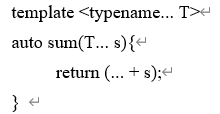 template <typename... T>↵
auto sum(T... s){↵
return (... + s);↵
} ↵